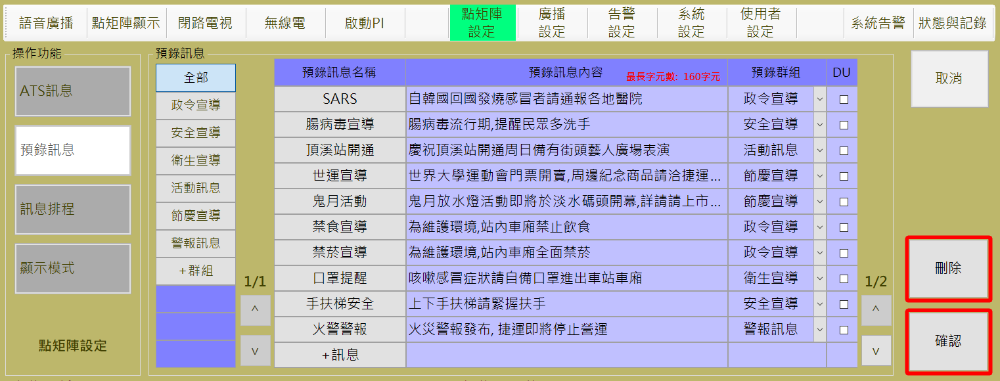 語音廣播 點矩陣顯示 閉路電視 無線電 啟動PI 點矩陣設定 廣播設定 告警設定 系統設定 使用者設定 系統告警 狀態與記錄
操作功能
ATS訊息
預錄訊息
訊息排程
顯示模式
點矩陣設定
預錄訊息
全部
政令宣導
安全宣導
衛生宣導
活動訊息
節慶宣導
警報訊息
+群組
1/1
^
v
預錄訊息名稱 預錄訊息內容 最長字元數: 160字元 預錄群組 DU
SARS 自韓國回國發燒感冒者請通報各地醫院 政令宣導
腸病毒宣導 腸病毒流行期,提醒民眾多洗手 安全宣導
頂溪站開通 慶祝頂溪站開通周日備有街頭藝人廣場表演 活動訊息
世運宣導 世界大學運動會門票開賣,周邊紀念商品請洽捷運... 節慶宣導
鬼月活動 鬼月放水燈活動即將於淡水碼頭開幕,詳請請上市... 節慶宣導
禁食宣導 為維護環境,站內車廂禁止飲食 政令宣導
禁菸宣導 為維護環境,站內車廂全面禁菸 政令宣導
口罩提醒 咳嗽感冒症狀請自備口罩進出車站車廂 衛生宣導
手扶梯安全 上下手扶梯請緊握扶手 安全宣導
火警警報 火災警報發布, 捷運即將停止營運 警報訊息
+訊息
1/2
^
v
取消
刪除
確認